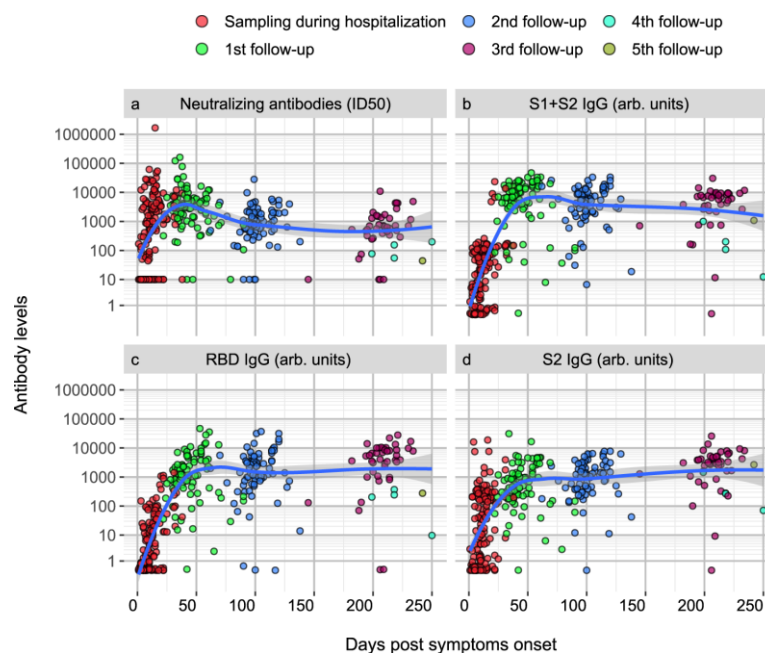 Sampling during hospitalization 2nd follow-up 4th follow-up
1st follow-up 3rd follow-up 5th follow-up
a Neutralizing antibodies (ID50)
b S1+S2 IgG (arb. units)
1000000
100000
10000
1000
100
10
1
c RBD IgG (arb. units)
d S2 IgG (arb. units)
1000000
100000
10000
1000
100
10
1
Antibody levels
0 50 100 150 200 250 0 50 100 150 200 250
Days post symptoms onset